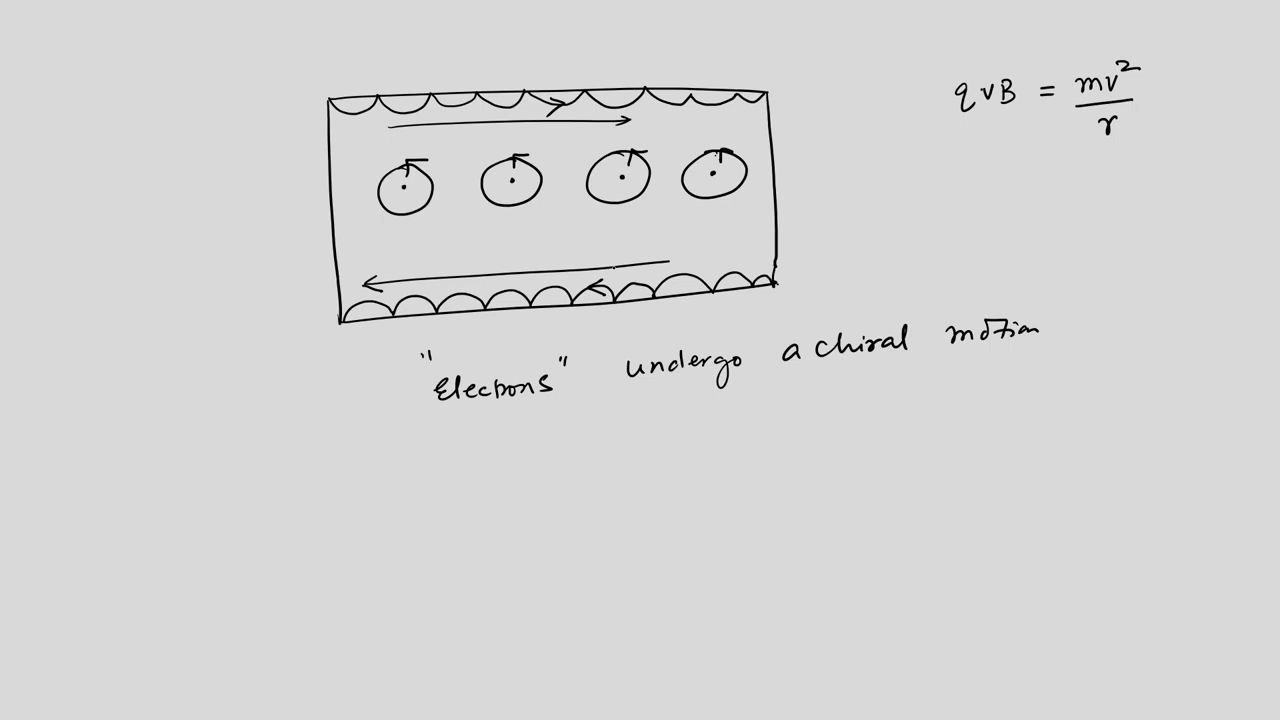 qvB = mv²/r
"Electrons" undergo a chiral motion